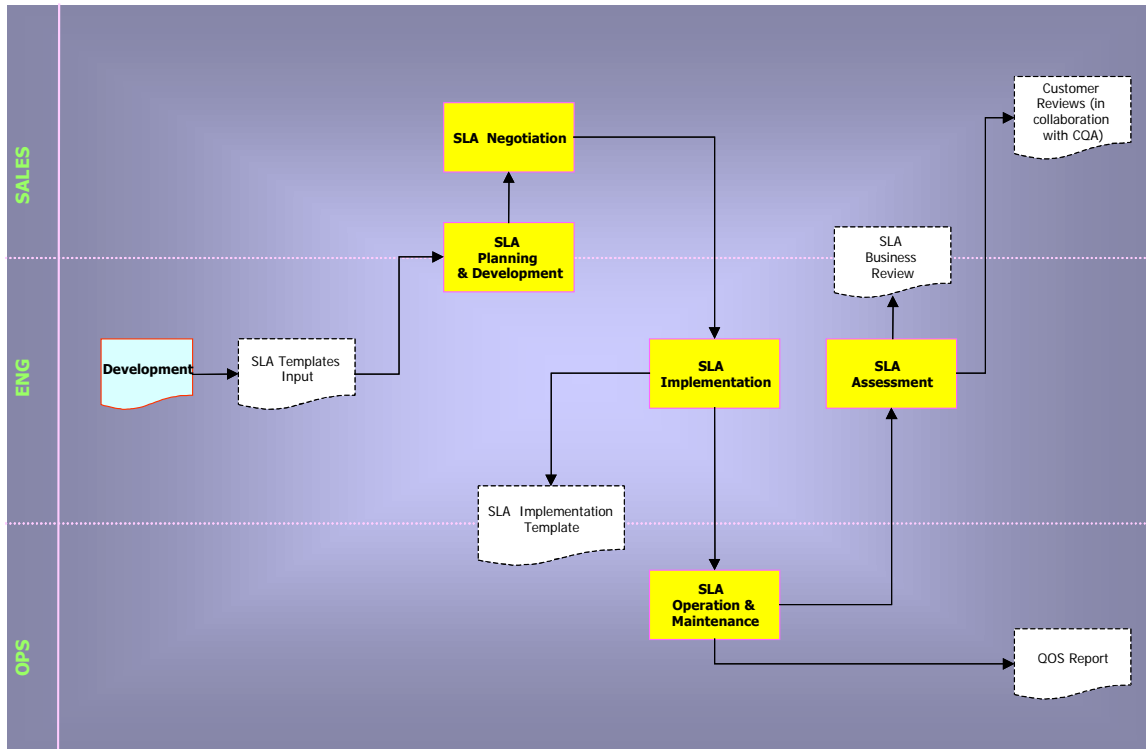 SALES
SLA Negotiation
Customer
Reviews (in
collaboration
with CQA)
SLA
Planning
& Development
SLA
Business
Review
ENG
Development
SLA Templates
Input
SLA
Implementation
SLA
Assessment
SLA Implementation
Template
OPS
SLA
Operation &
Maintenance
QOS Report